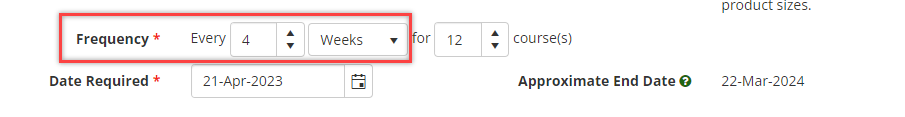 product sizes.
Frequency * Every 4 Weeks for 12 course(s)
Date Required * 21-Apr-2023 Approximate End Date ? 22-Mar-2024